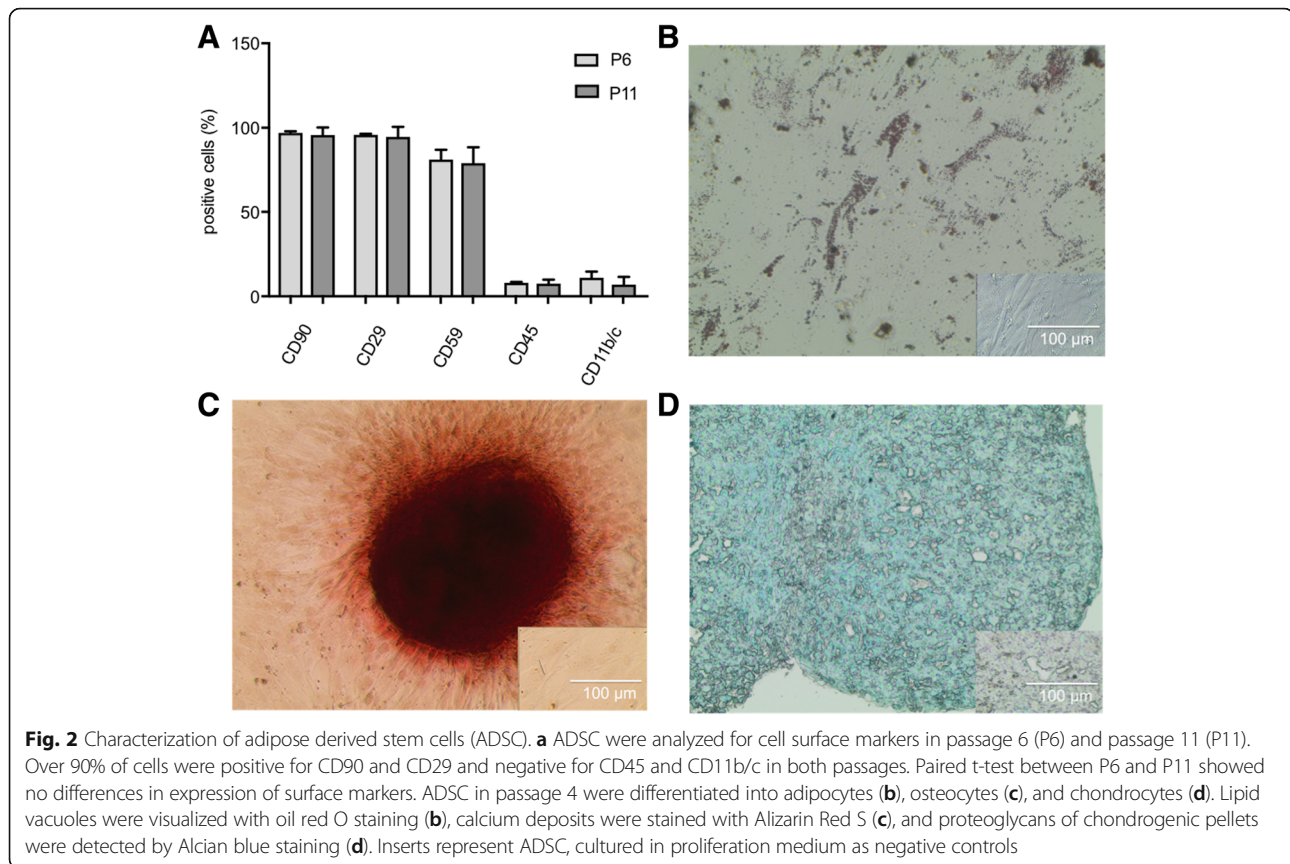 A
150
100
50
0
positive cells (%)
P6
P11
CD90
CD29
CD59
CD45
CD11b/c
B
100 µm
C
100 µm
D
100 µm
Fig. 2 Characterization of adipose derived stem cells (ADSC). a ADSC were analyzed for cell surface markers in passage 6 (P6) and passage 11 (P11).
Over 90% of cells were positive for CD90 and CD29 and negative for CD45 and CD11b/c in both passages. Paired t-test between P6 and P11 showed
no differences in expression of surface markers. ADSC in passage 4 were differentiated into adipocytes (b), osteocytes (c), and chondrocytes (d). Lipid
vacuoles were visualized with oil red O staining (b), calcium deposits were stained with Alizarin Red S (c), and proteoglycans of chondrogenic pellets
were detected by Alcian blue staining (d). Inserts represent ADSC, cultured in proliferation medium as negative controls